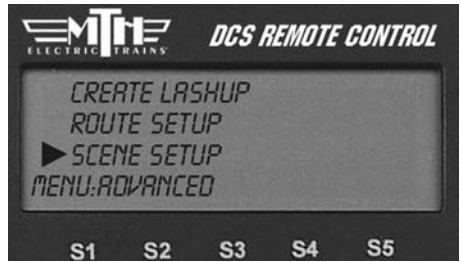 MTH DCS REMOTE CONTROL
ELECTRIC TRAINS
CREATE LASHUP
ROUTE SETUP
SCENE SETUP
MENU:ADVANCED
S1 S2 S3 S4 S5